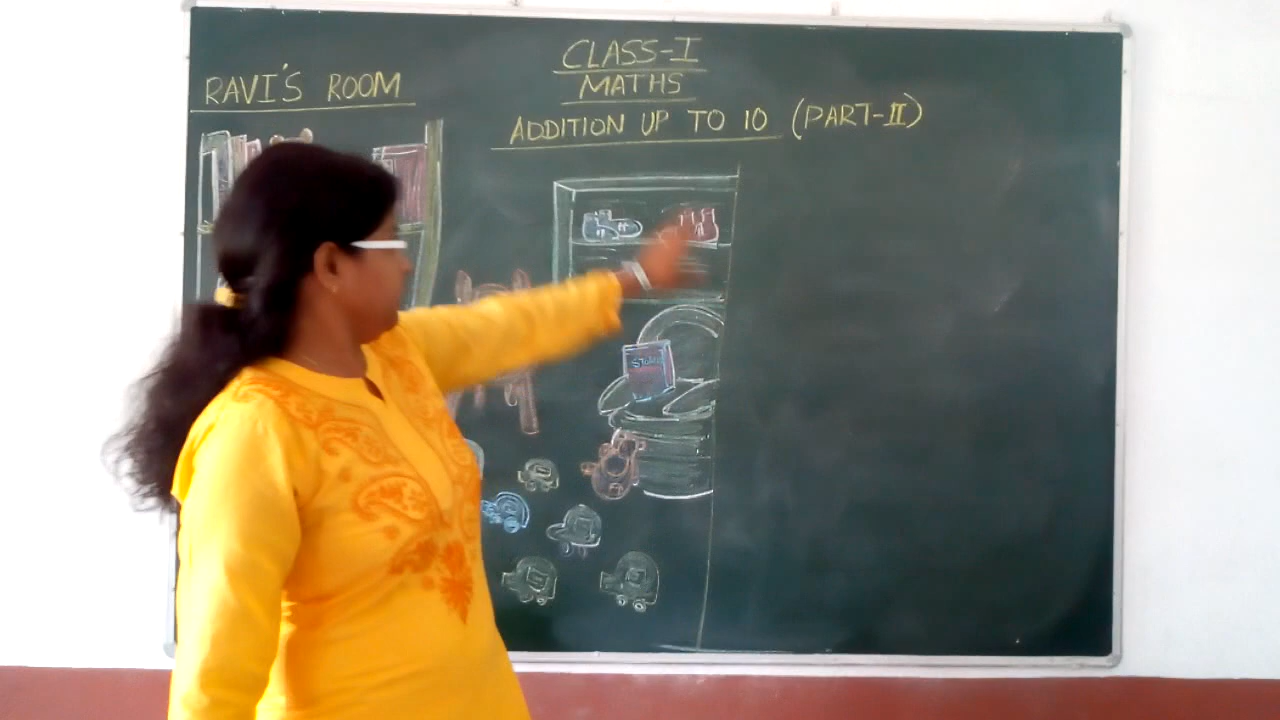 RAVI'S ROOM
CLASS-I
MATHS
ADDITION UP TO 10 (PART-II)